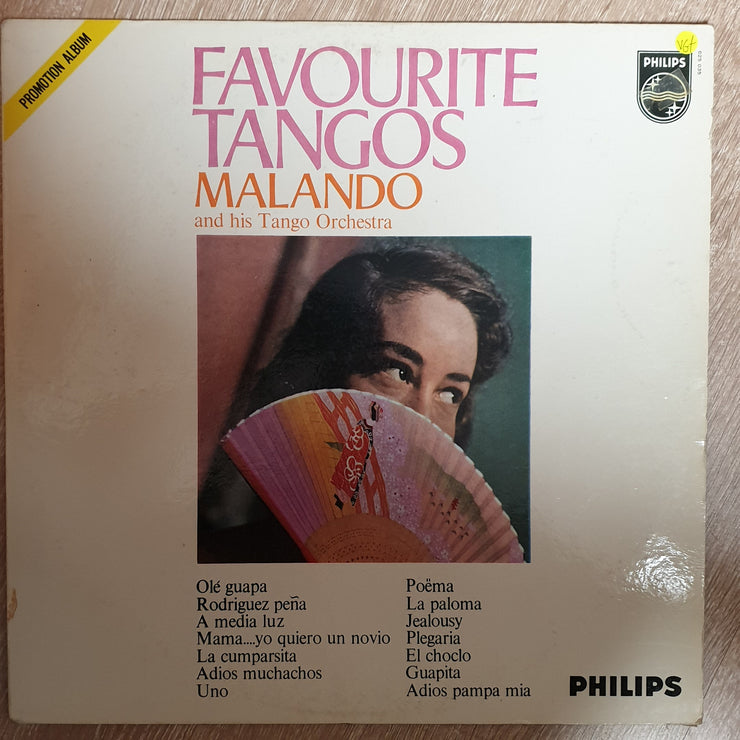 PROMOTION ALBUM
FAVOURITE
TANGOS
MALANDO
and his Tango Orchestra
VG+
PHILIPS
Olé guapa
Rodriguez peña
A media luz
Mama....yo quiero un novio
La cumparsita
Adios muchachos
Uno
Poëma
La paloma
Jealousy
Plegaria
El choclo
Guapita
Adios pampa mia
PHILIPS